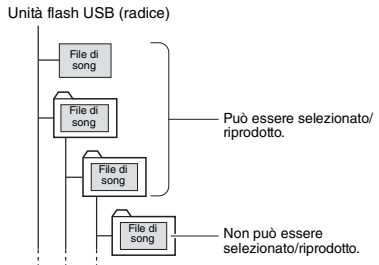 Unità flash USB (radice)
File di
song
File di
song
Può essere selezionato/
riprodotto.
File di
song
File di
song
Non può essere
selezionato/riprodotto.